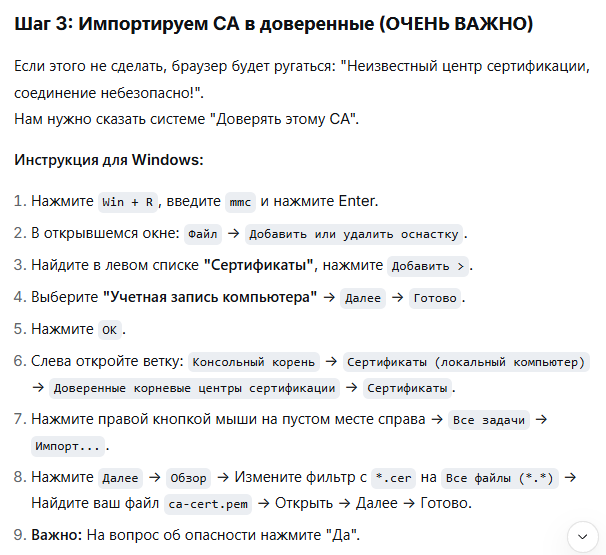 Шаг 3: Импортируем CA в доверенные (ОЧЕНЬ ВАЖНО)
Если этого не сделать, браузер будет ругаться: "Неизвестный центр сертификации,
соединение небезопасно!".
Нам нужно сказать системе "Доверять этому CA".
Инструкция для Windows:
1. Нажмите Win + R, введите mmc и нажмите Enter.
2. В открывшемся окне: Файл → Добавить или удалить оснастку.
3. Найдите в левом списке "Сертификаты", нажмите Добавить >.
4. Выберите "Учетная запись компьютера" → Далее → Готово.
5. Нажмите ОК.
6. Слева откройте ветку: Консольный корень → Сертификаты (локальный компьютер)
→ Доверенные корневые центры сертификации → Сертификаты.
7. Нажмите правой кнопкой мыши на пустом месте справа → Все задачи →
Импорт....
8. Нажмите Далее → Обзор → Измените фильтр с *.cer на Все файлы (*.*) →
Найдите ваш файл ca-cert.pem → Открыть → Далее → Готово.
9. Важно: На вопрос об опасности нажмите "Да".